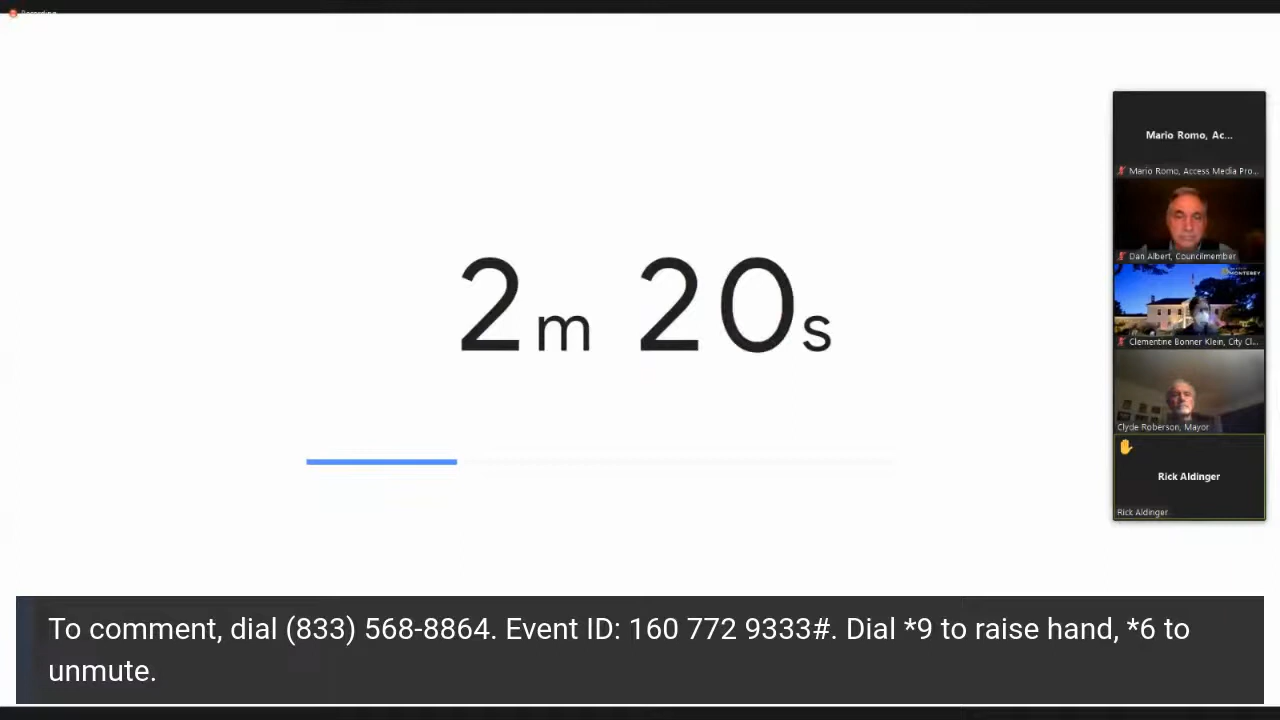 Recording
2m 20s
Mario Romo, Ac...
Mario Romo, Access Media Pro...
Dan Albert, Councilmember
MONTEREY
Clementine Bonner Klein, City Cl...
Clyde Roberson, Mayor
Rick Aldinger
Rick Aldinger
To comment, dial (833) 568-8864. Event ID: 160 772 9333#. Dial *9 to raise hand, *6 to
unmute.